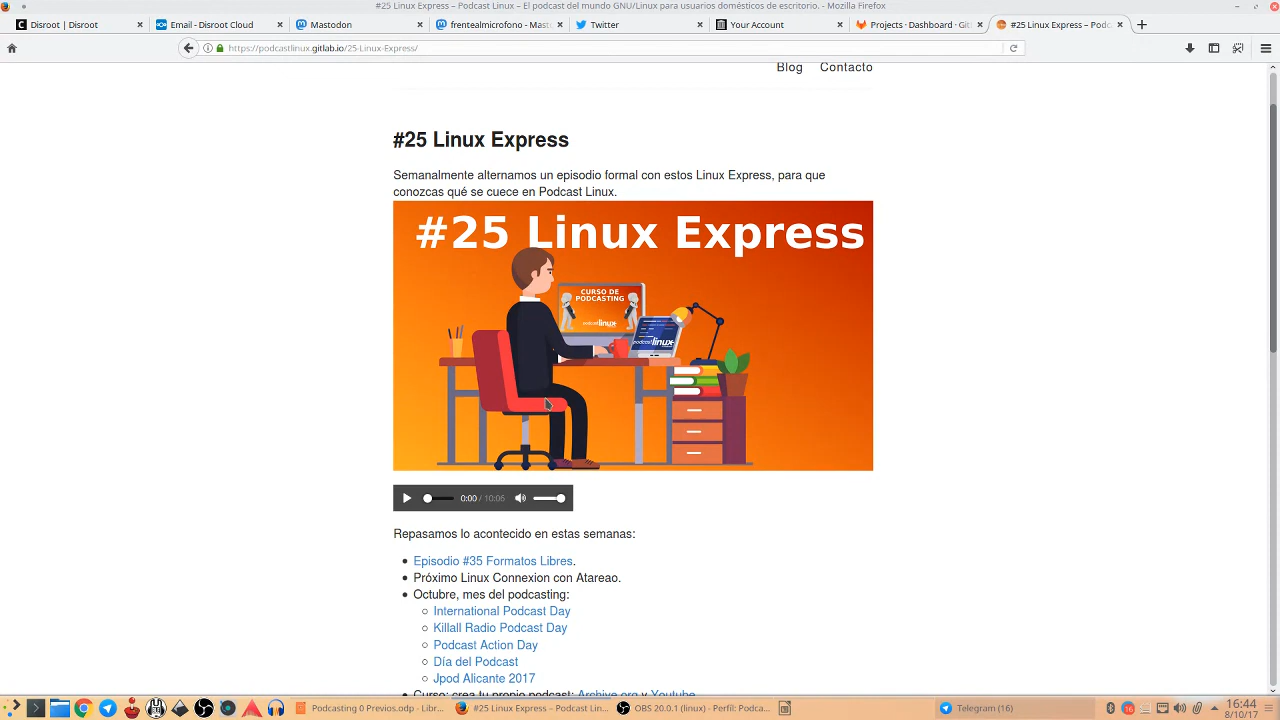 #25 Linux Express – Podcast Linux – El podcast del mundo GNU/Linux para usuarios domésticos de escritorio. - Mozilla Firefox
Disroot | Disroot
Email - Disroot Cloud
Mastodon
frentealmicrofono - Masto
Twitter
Your Account
Projects · Dashboard · Git
#25 Linux Express – Podc
https://podcastlinux.gitlab.io/25-Linux-Express/
Blog Contacto
#25 Linux Express
Semanalmente alternamos un episodio formal con estos Linux Express, para que
conozcas qué se cuece en Podcast Linux.
#25 Linux Express
CURSO DE
PODCASTING
podcastlinux
podcastlinux
0:00 / 10:06
Repasamos lo acontecido en estas semanas:
Episodio #35 Formatos Libres.
Próximo Linux Connexion con Atareao.
Octubre, mes del podcasting:
International Podcast Day
Killall Radio Podcast Day
Podcast Action Day
Día del Podcast
Jpod Alicante 2017
Curso: crea tu propio podcast: Archive.org y Youtube
Podcasting 0 Previos.odp - Libr...
#25 Linux Express – Podcast Lin...
OBS 20.0.1 (linux) - Perfil: Podca...
Telegram (16)
16
16:44
8/10/17